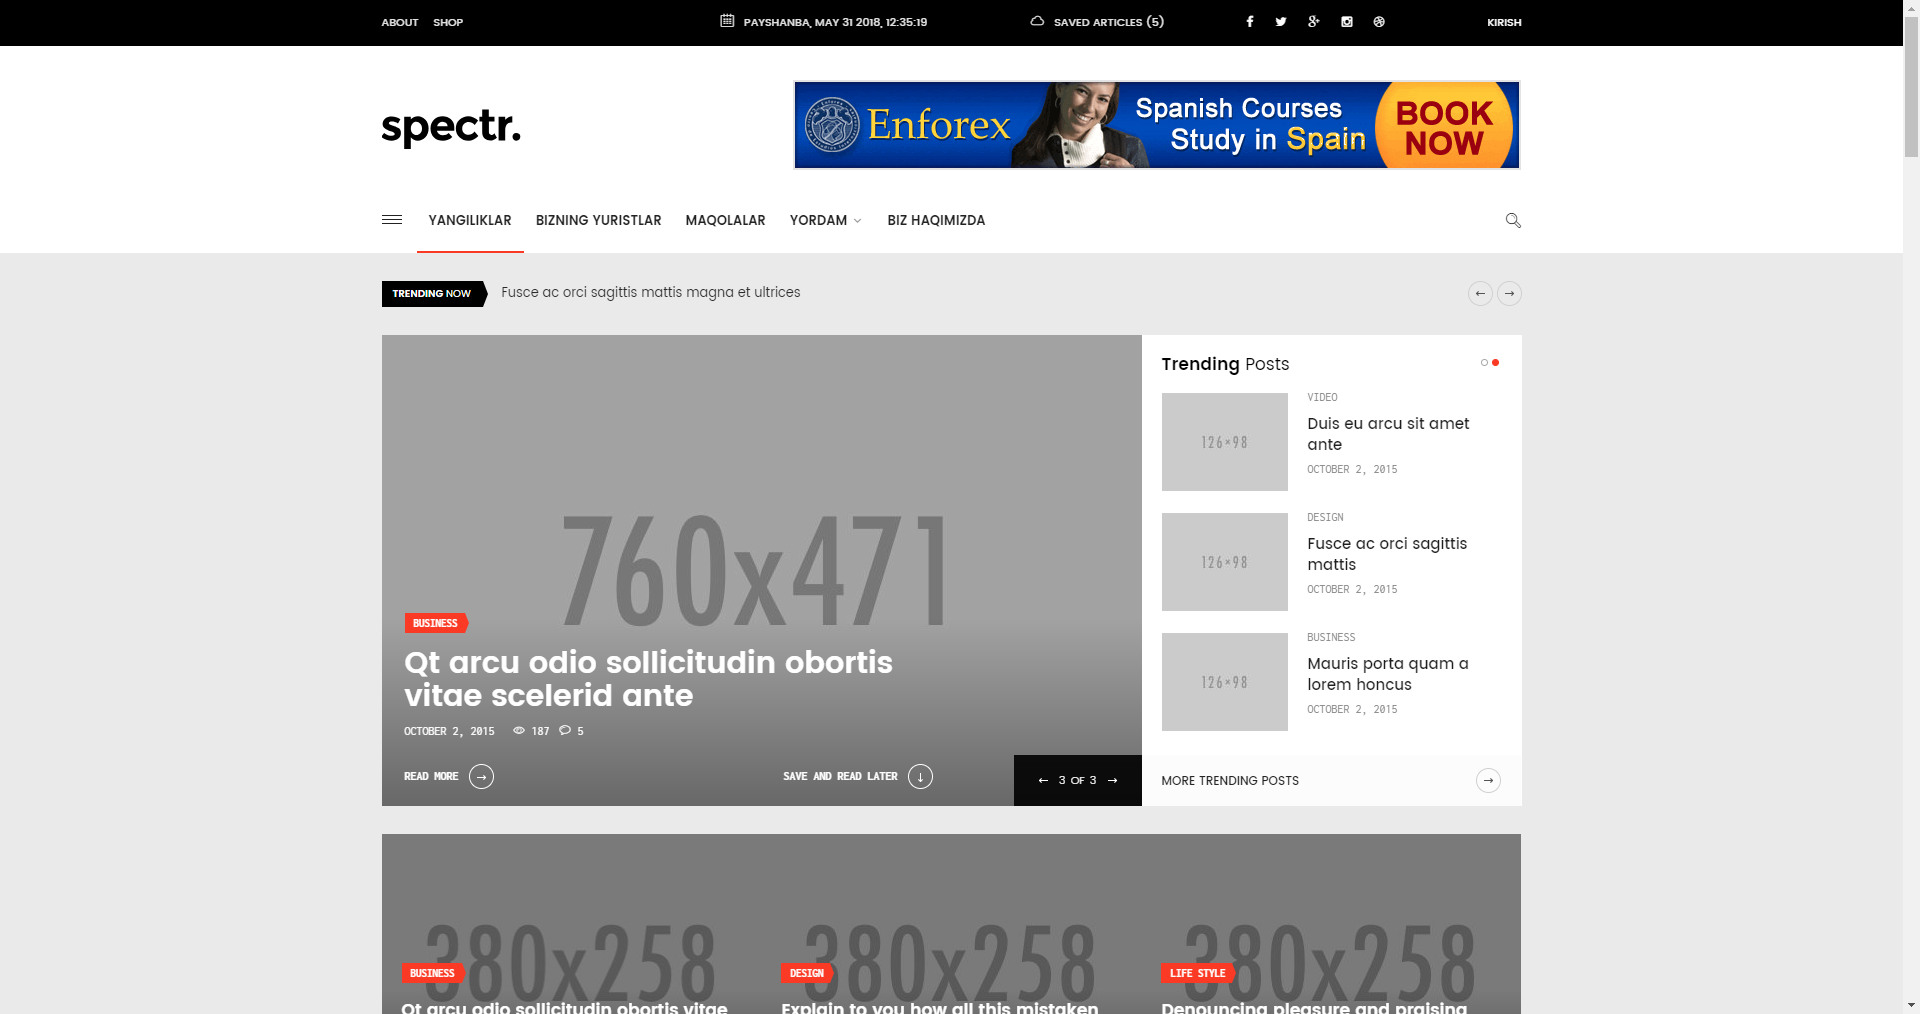 ABOUT SHOP PAYSHANBA, MAY 31 2018, 12:35:19 SAVED ARTICLES (5) KIRISH
spectr.
Enforex
Spanish Courses
Study in Spain
BOOK
NOW
YANGILIKLAR BIZNING YURISTLAR MAQOLALAR YORDAM BIZ HAQIMIZDA
TRENDING NOW Fusce ac orci sagittis mattis magna et ultrices
760x471
BUSINESS
Qt arcu odio sollicitudin obortis
vitae scelerid ante
OCTOBER 2, 2015 187 5
READ MORE → SAVE AND READ LATER ↓
← 3 OF 3 →
Trending Posts
126×98
VIDEO
Duis eu arcu sit amet
ante
OCTOBER 2, 2015
126×98
DESIGN
Fusce ac orci sagittis
mattis
OCTOBER 2, 2015
126×98
BUSINESS
Mauris porta quam a
lorem honcus
OCTOBER 2, 2015
MORE TRENDING POSTS →
380x258
BUSINESS
Qt arcu odio sollicitudin obortis vitae
380x258
DESIGN
Explain to you how all this mistaken
380x258
LIFE STYLE
Denouncing pleasure and praising